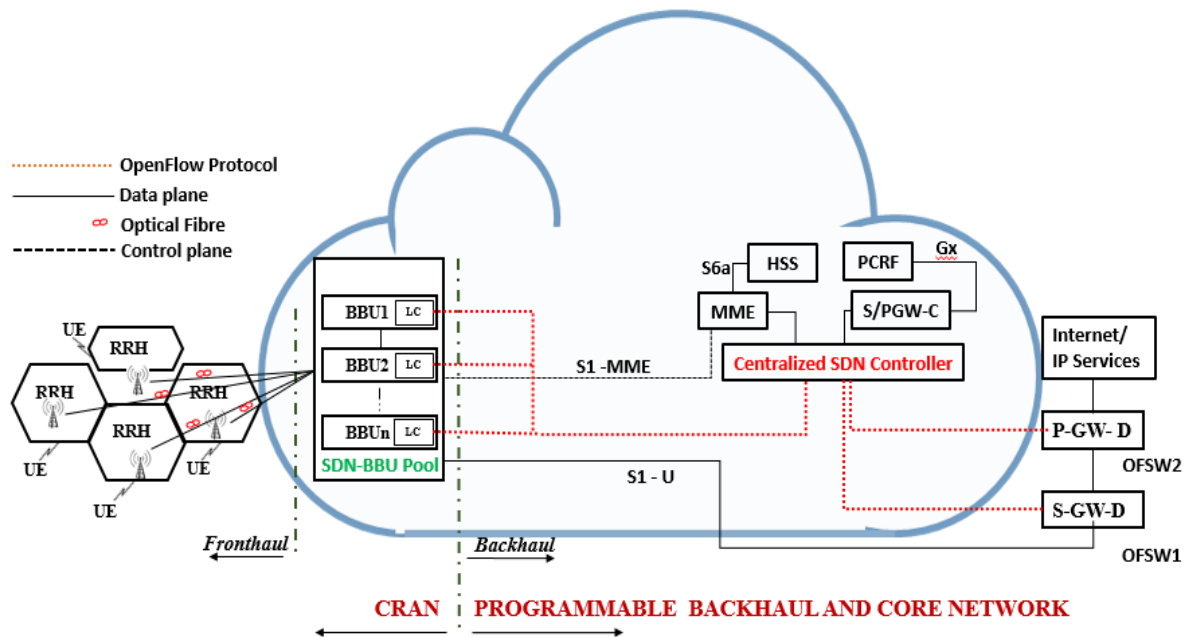 OpenFlow Protocol
Data plane
Optical Fibre
Control plane
UE
RRH
RRH
RRH
RRH
UE
UE
UE
BBU1 LC
BBU2 LC
BBUn LC
SDN-BBU Pool
S6a
HSS
PCRF
Gx
MME
S/PGW-C
Centralized SDN Controller
S1 -MME
S1 - U
Internet/
IP Services
P-GW- D
OFSW2
S-GW-D
OFSW1
Fronthaul
Backhaul
CRAN
PROGRAMMABLE BACKHAUL AND CORE NETWORK